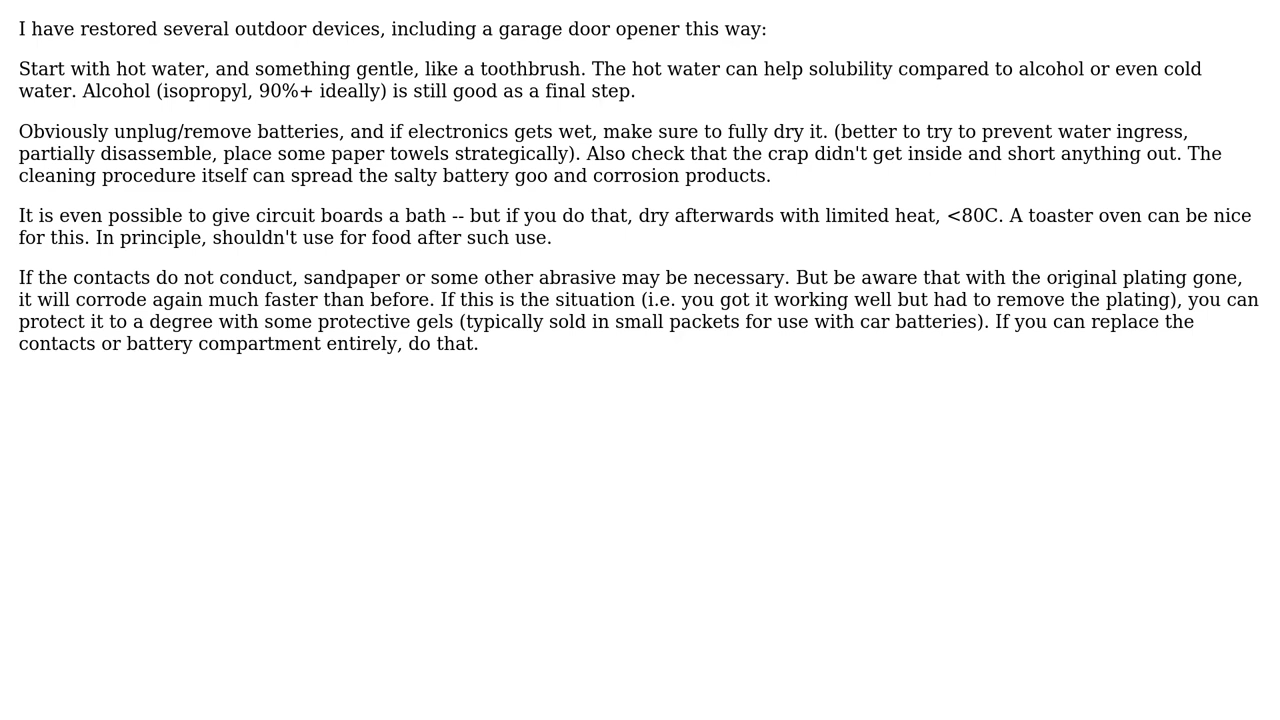 I have restored several outdoor devices, including a garage door opener this way:
Start with hot water, and something gentle, like a toothbrush. The hot water can help solubility compared to alcohol or even cold
water. Alcohol (isopropyl, 90%+ ideally) is still good as a final step.
Obviously unplug/remove batteries, and if electronics gets wet, make sure to fully dry it. (better to try to prevent water ingress,
partially disassemble, place some paper towels strategically). Also check that the crap didn't get inside and short anything out. The
cleaning procedure itself can spread the salty battery goo and corrosion products.
It is even possible to give circuit boards a bath -- but if you do that, dry afterwards with limited heat, <80C. A toaster oven can be nice
for this. In principle, shouldn't use for food after such use.
If the contacts do not conduct, sandpaper or some other abrasive may be necessary. But be aware that with the original plating gone,
it will corrode again much faster than before. If this is the situation (i.e. you got it working well but had to remove the plating), you can
protect it to a degree with some protective gels (typically sold in small packets for use with car batteries). If you can replace the
contacts or battery compartment entirely, do that.